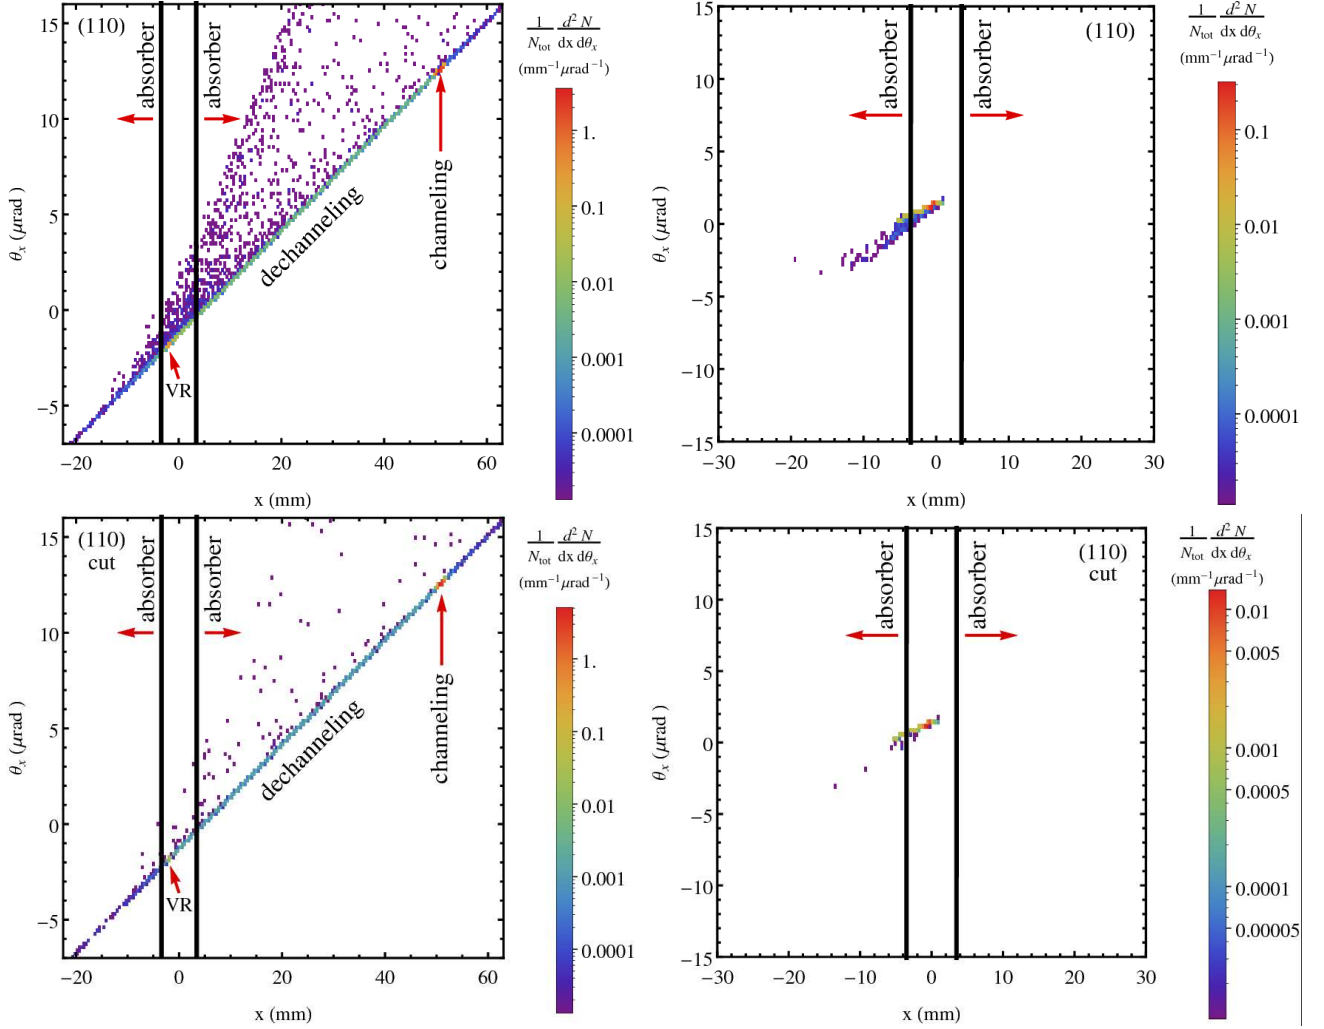 (110)
absorber
absorber
dechanneling
channeling
VR
15
10
5
0
−5
θx (μrad)
−20
0
20
40
60
x (mm)
1/Ntot d²N/dx dθx
(mm−1μrad−1)
1.
0.1
0.01
0.001
0.0001
(110)
absorber
absorber
15
10
5
0
−5
−10
−15
θx (μrad)
−30
−20
−10
0
10
20
30
x (mm)
1/Ntot d²N/dx dθx
(mm−1μrad−1)
0.1
0.01
0.001
0.0001
(110)
cut
absorber
absorber
dechanneling
channeling
VR
15
10
5
0
−5
θx (μrad)
−20
0
20
40
60
x (mm)
1/Ntot d²N/dx dθx
(mm−1μrad−1)
1.
0.1
0.01
0.001
0.0001
(110)
cut
absorber
absorber
15
10
5
0
−5
−10
−15
θx (μrad)
−30
−20
−10
0
10
20
30
x (mm)
1/Ntot d²N/dx dθx
(mm−1μrad−1)
0.01
0.005
0.001
0.0005
0.0001
0.00005